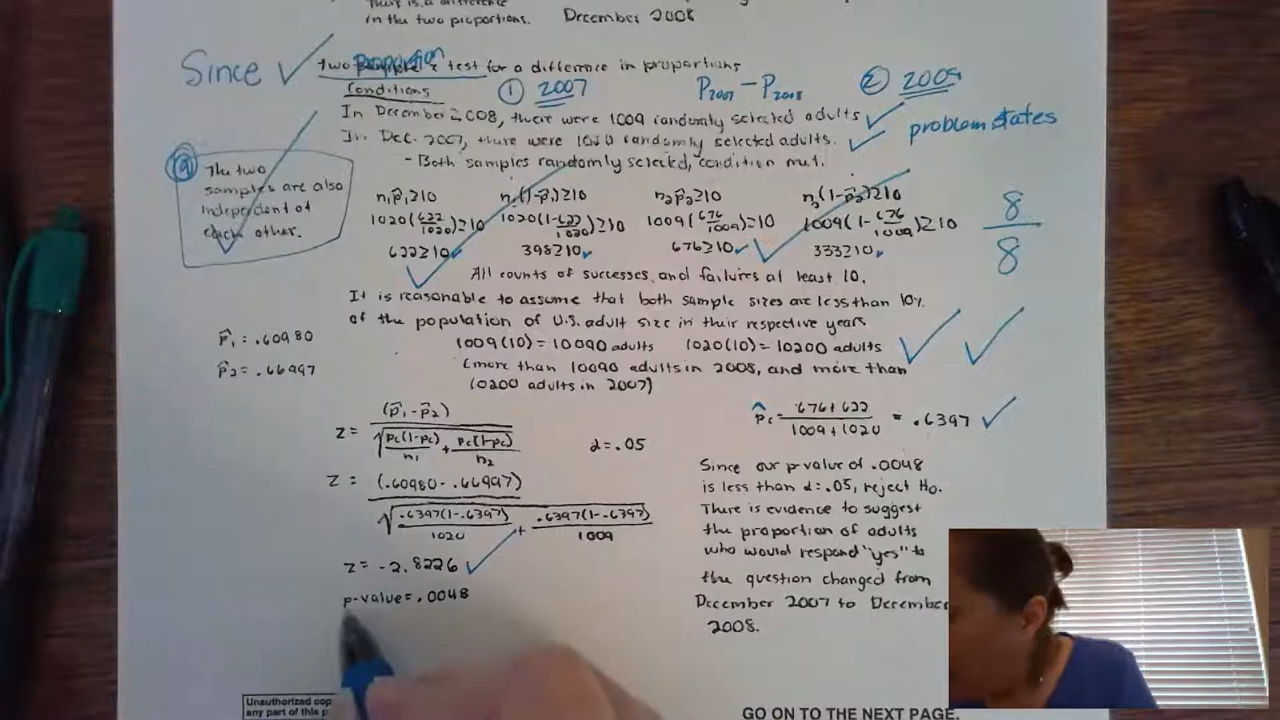 in the two proportions. December 2008
Since
Proportion
two sample z test for a difference in proportions
Conditions ① 2007 P2007 - P2008 ② 2008
In December 2008, there were 1009 randomly selected adults
problem states
In Dec. 2007, there were 1020 randomly selected adults.
- Both samples randomly selected, condition met.
The two
samples are also
independent of
each other.
n₁p̂₁≥10 n₁(1-p̂₁)≥10 n₂p̂₂≥10 n₂(1-p̂₂)≥10
1020(622/1020)≥10 1020(1-622/1020)≥10 1009(676/1009)≥10 1009(1-676/1009)≥10
622≥10 398≥10 676≥10 333≥10
8/8
All counts of successes and failures at least 10.
It is reasonable to assume that both sample sizes are less than 10%
of the population of U.S. adult size in their respective years
1009(10)=10090 adults 1020(10)=10200 adults
(more than 10090 adults in 2008, and more than
10200 adults in 2007)
p̂₁=.60980
p̂₂=.66997
z = (p̂₁-p̂₂) / √(pc(1-pc)/n₁ + pc(1-pc)/n₂)
α=.05
p̂c = 676+622 / 1009+1020 = .6397
z = (.60980-.66997) / √(.6397(1-.6397)/1020 + .6397(1-.6397)/1009)
z = -2.8226
p-value=.0048
Since our p-value of .0048
is less than α=.05, reject H₀.
There is evidence to suggest
the proportion of adults
who would respond "yes" to
the question changed from
December 2007 to December
2008.
Unauthorized cop
any part of this p
GO ON TO THE NEXT PAGE.